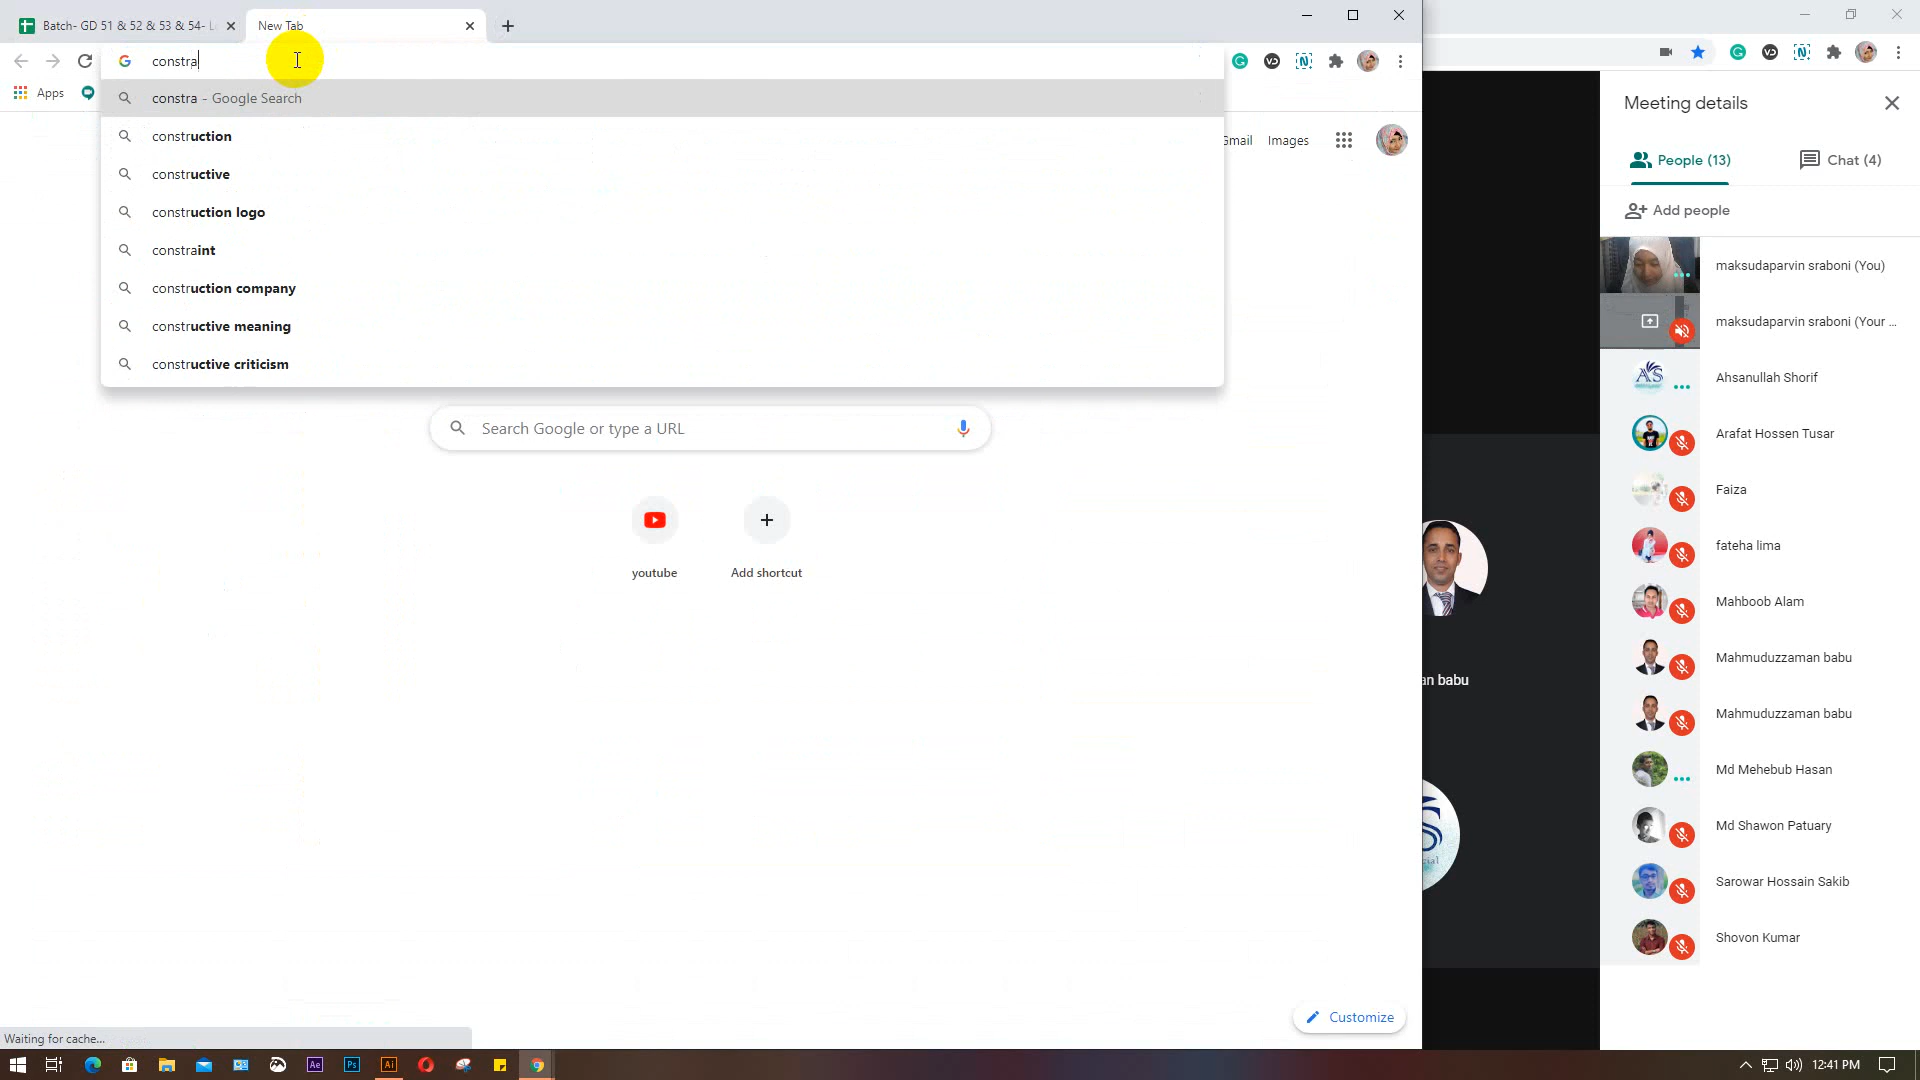 Batch- GD 51 & 52 & 53 & 54- L
New Tab
constra
Apps
constra - Google Search
construction
constructive
construction logo
constraint
construction company
constructive meaning
constructive criticism
Gmail
Images
Search Google or type a URL
youtube
Add shortcut
Customize
Waiting for cache...
an babu
Meeting details
People (13)
Chat (4)
Add people
maksudaparvin sraboni (You)
maksudaparvin sraboni (Your ...
Ahsanullah Shorif
Arafat Hossen Tusar
Faiza
fateha lima
Mahboob Alam
Mahmuduzzaman babu
Mahmuduzzaman babu
Md Mehebub Hasan
Md Shawon Patuary
Sarowar Hossain Sakib
Shovon Kumar
Ae
Ps
Ai
12:41 PM